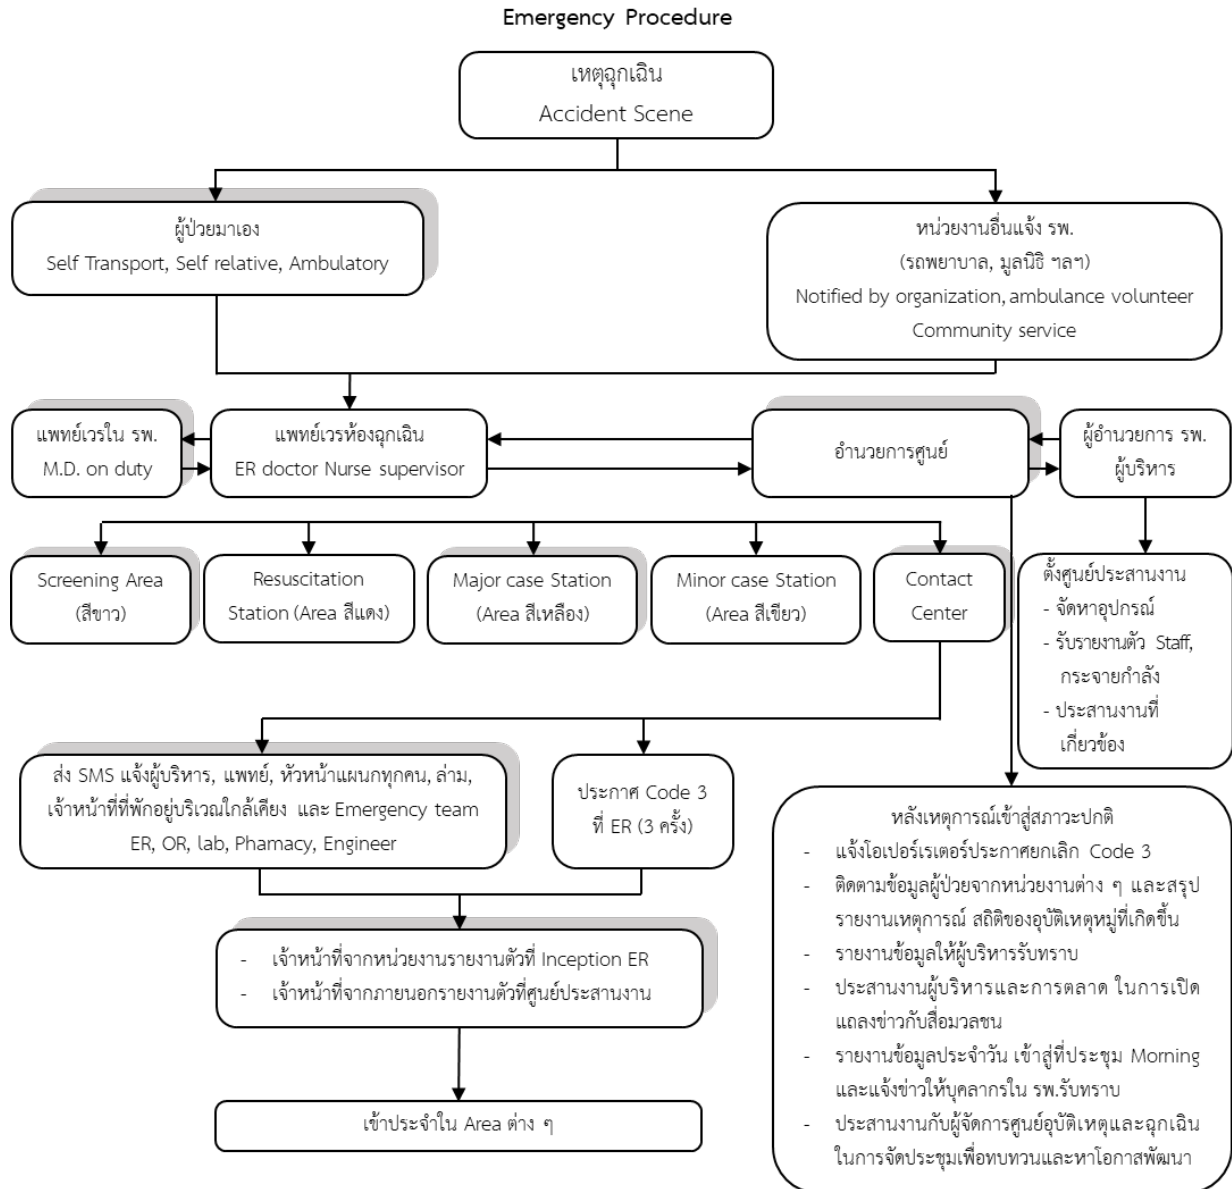 Emergency Procedure
เหตุฉุกเฉิน
Accident Scene
ผู้ป่วยมาเอง
Self Transport, Self relative, Ambulatory
หน่วยงานอื่นแจ้ง รพ.
(รถพยาบาล, มูลนิธิ ฯลฯ)
Notified by organization, ambulance volunteer
Community service
แพทย์เวรใน รพ.
M.D. on duty
แพทย์เวรห้องฉุกเฉิน
ER doctor Nurse supervisor
อำนวยการศูนย์
ผู้อำนวยการ รพ.
ผู้บริหาร
Screening Area
(สีขาว)
Resuscitation
Station (Area สีแดง)
Major case Station
(Area สีเหลือง)
Minor case Station
(Area สีเขียว)
Contact
Center
ตั้งศูนย์ประสานงาน
- จัดหาอุปกรณ์
- รับรายงานตัว Staff,
กระจายกำลัง
- ประสานงานที่
เกี่ยวข้อง
ส่ง SMS แจ้งผู้บริหาร, แพทย์, หัวหน้าแผนกทุกคน, ล่าม,
เจ้าหน้าที่ที่พักอยู่บริเวณใกล้เคียง และ Emergency team
ER, OR, lab, Phamacy, Engineer
ประกาศ Code 3
ที่ ER (3 ครั้ง)
- เจ้าหน้าที่จากหน่วยงานรายงานตัวที่ Inception ER
- เจ้าหน้าที่จากภายนอกรายงานตัวที่ศูนย์ประสานงาน
เข้าประจำใน Area ต่าง ๆ
หลังเหตุการณ์เข้าสู่สภาวะปกติ
- แจ้งโอเปอร์เรเตอร์ประกาศยกเลิก Code 3
- ติดตามข้อมูลผู้ป่วยจากหน่วยงานต่าง ๆ และสรุป
รายงานเหตุการณ์ สถิติของอุบัติเหตุหมู่ที่เกิดขึ้น
- รายงานข้อมูลให้ผู้บริหารรับทราบ
- ประสานงานผู้บริหารและการตลาด ในการเปิด
แถลงข่าวกับสื่อมวลชน
- รายงานข้อมูลประจำวัน เข้าสู่ที่ประชุม Morning
และแจ้งข่าวให้บุคลากรใน รพ.รับทราบ
- ประสานงานกับผู้จัดการศูนย์อุบัติเหตุและฉุกเฉิน
ในการจัดประชุมเพื่อทบทวนและหาโอกาสพัฒนา